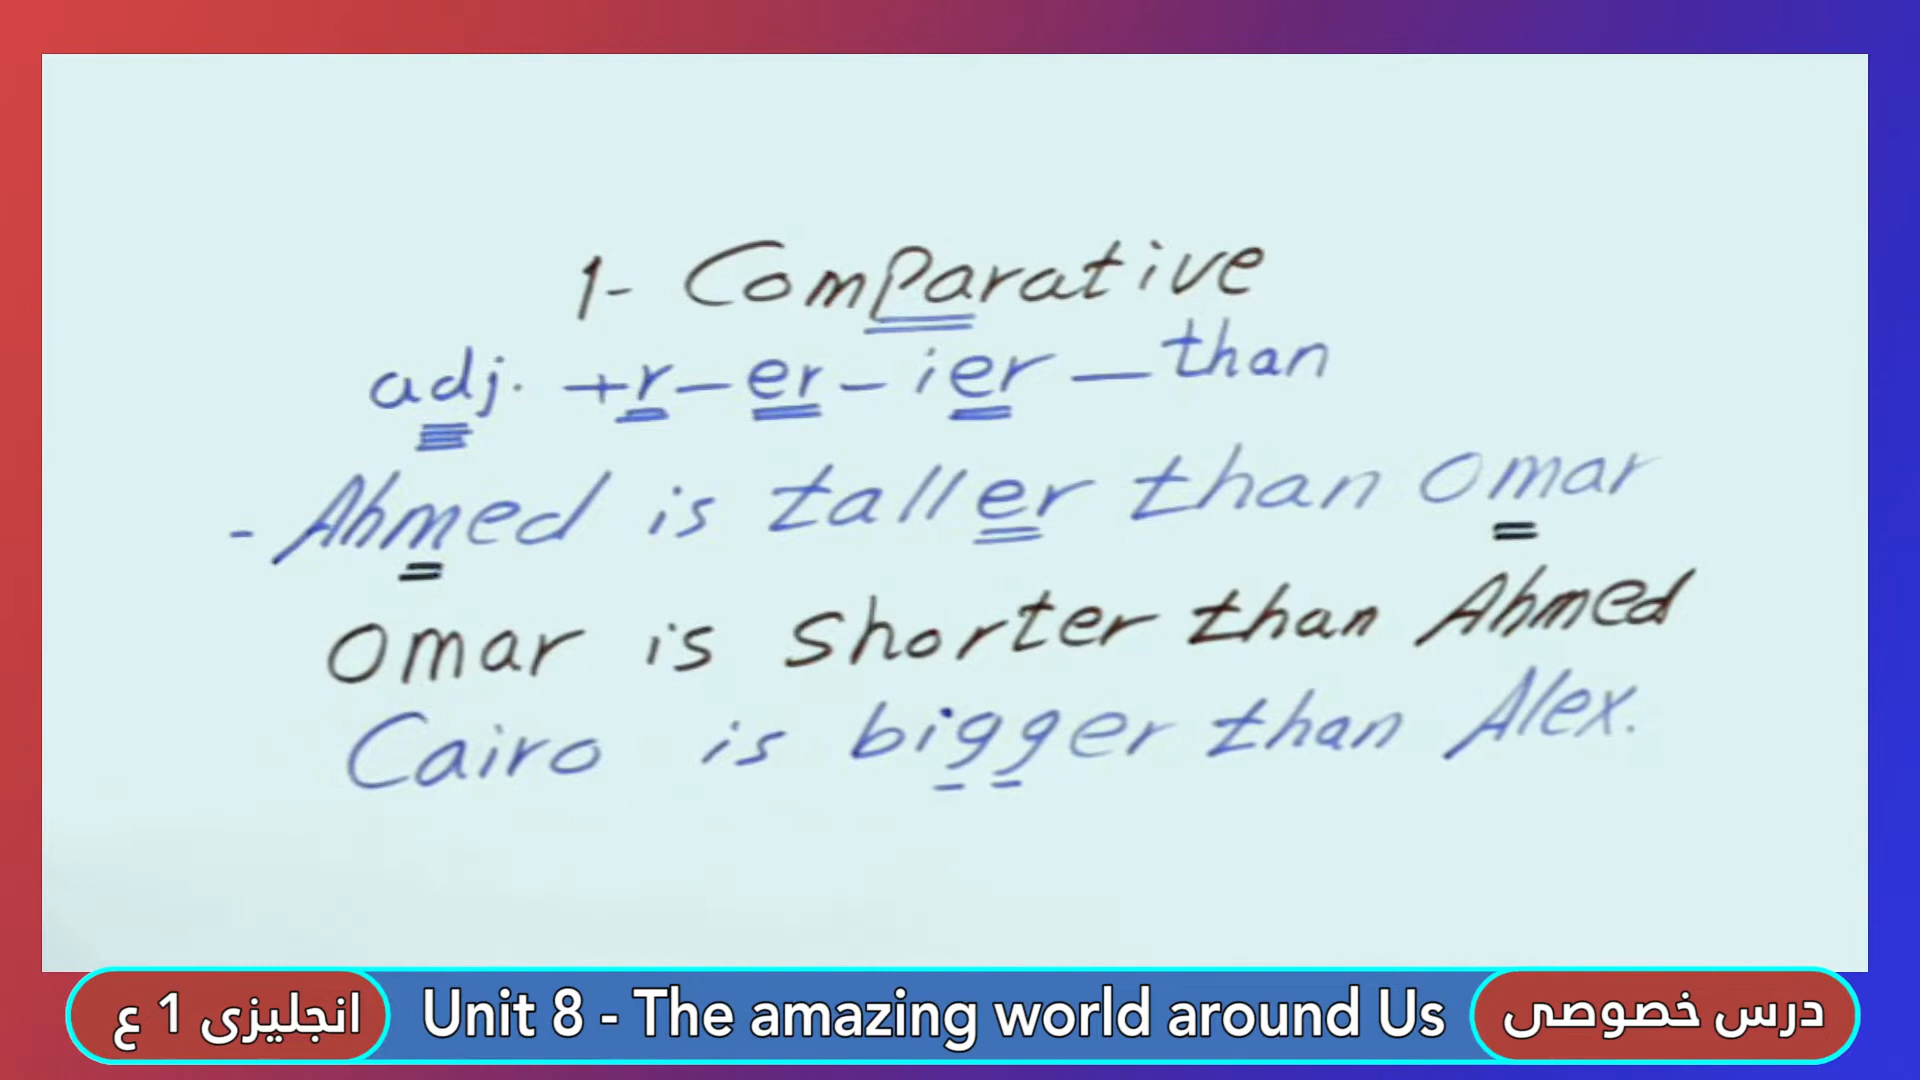 1- Comparative
adj. +r - er - ier - than
- Ahmed is taller than Omar
Omar is shorter than Ahmed
Cairo is bigger than Alex.
انجليزى 1 ع
Unit 8 - The amazing world around Us
درس خصوصى